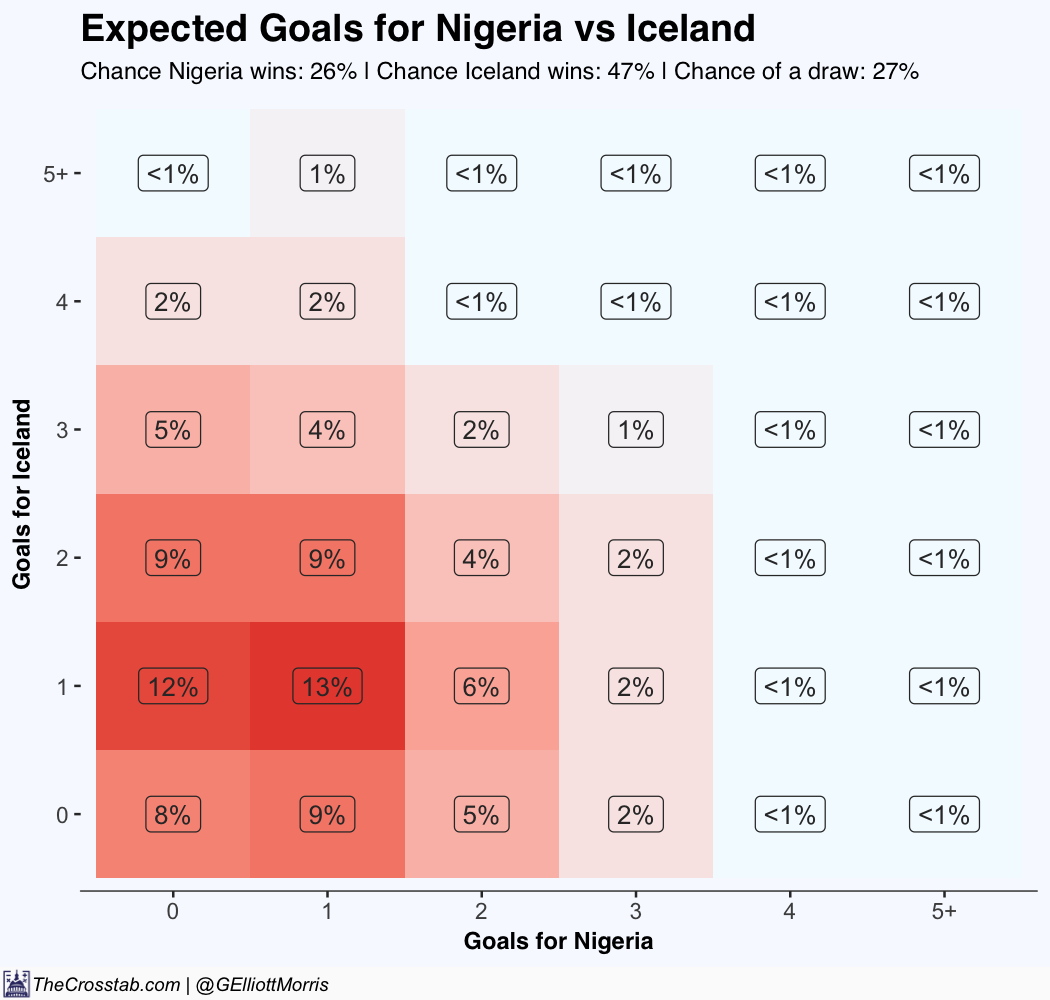 Expected Goals for Nigeria vs Iceland
Chance Nigeria wins: 26% | Chance Iceland wins: 47% | Chance of a draw: 27%
Goals for Iceland
5+ <1% 1% <1% <1% <1% <1%
4 2% 2% <1% <1% <1% <1%
3 5% 4% 2% 1% <1% <1%
2 9% 9% 4% 2% <1% <1%
1 12% 13% 6% 2% <1% <1%
0 8% 9% 5% 2% <1% <1%
0 1 2 3 4 5+
Goals for Nigeria
TheCrosstab.com | @GElliottMorris